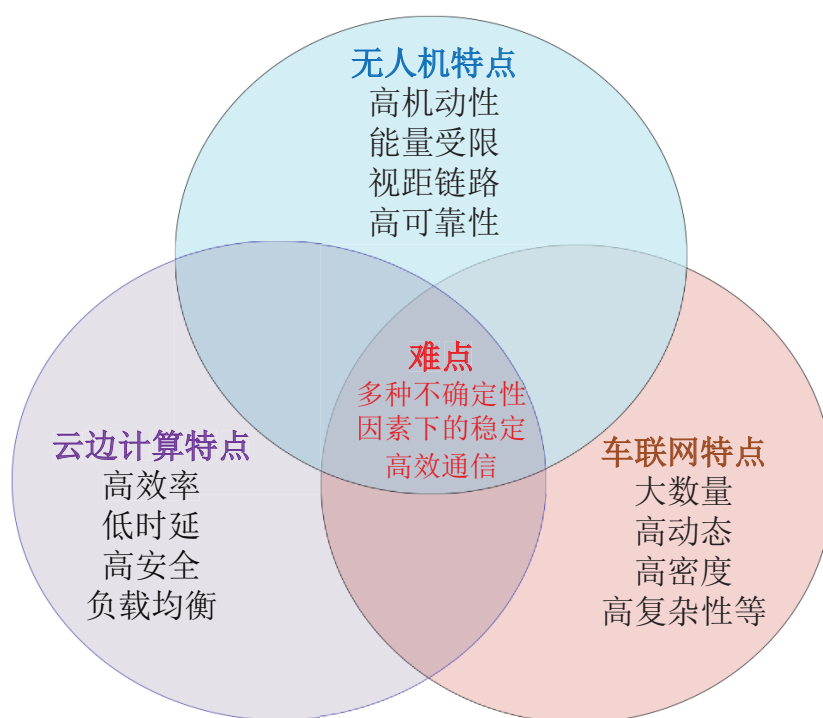 无人机特点
高机动性
能量受限
视距链路
高可靠性
难点
多种不确定性
因素下的稳定
高效通信
云边计算特点
高效率
低时延
高安全
负载均衡
车联网特点
大数量
高动态
高密度
高复杂性等